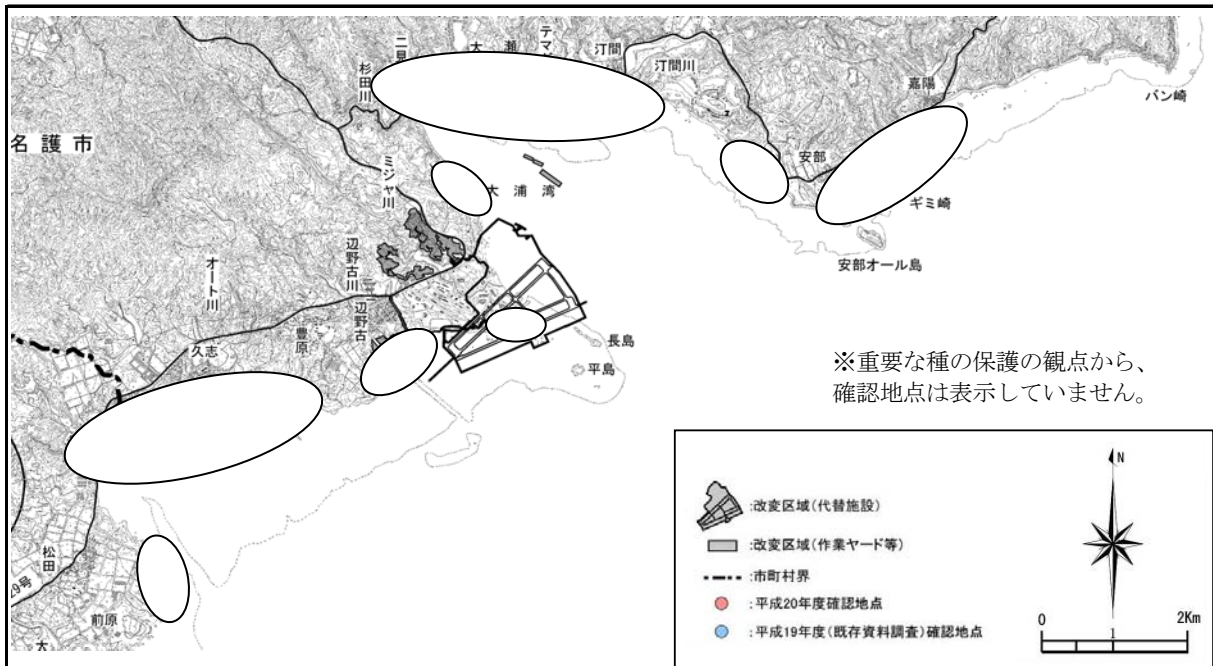 二見
大瀬
テマ
汀間
汀間川
杉田川
嘉陽
バン崎
名護市
安部
ミジャ川
大浦湾
ギミ崎
安部オール島
辺野古川
オート川
辺野古
豊原
久志
長島
平島
※重要な種の保護の観点から、
確認地点は表示していません。
N
:改変区域(代替施設)
:改変区域(作業ヤード等)
:市町村界
:平成20年度確認地点
:平成19年度(既存資料調査)確認地点
0 1 2Km
松田
29号
前原
大